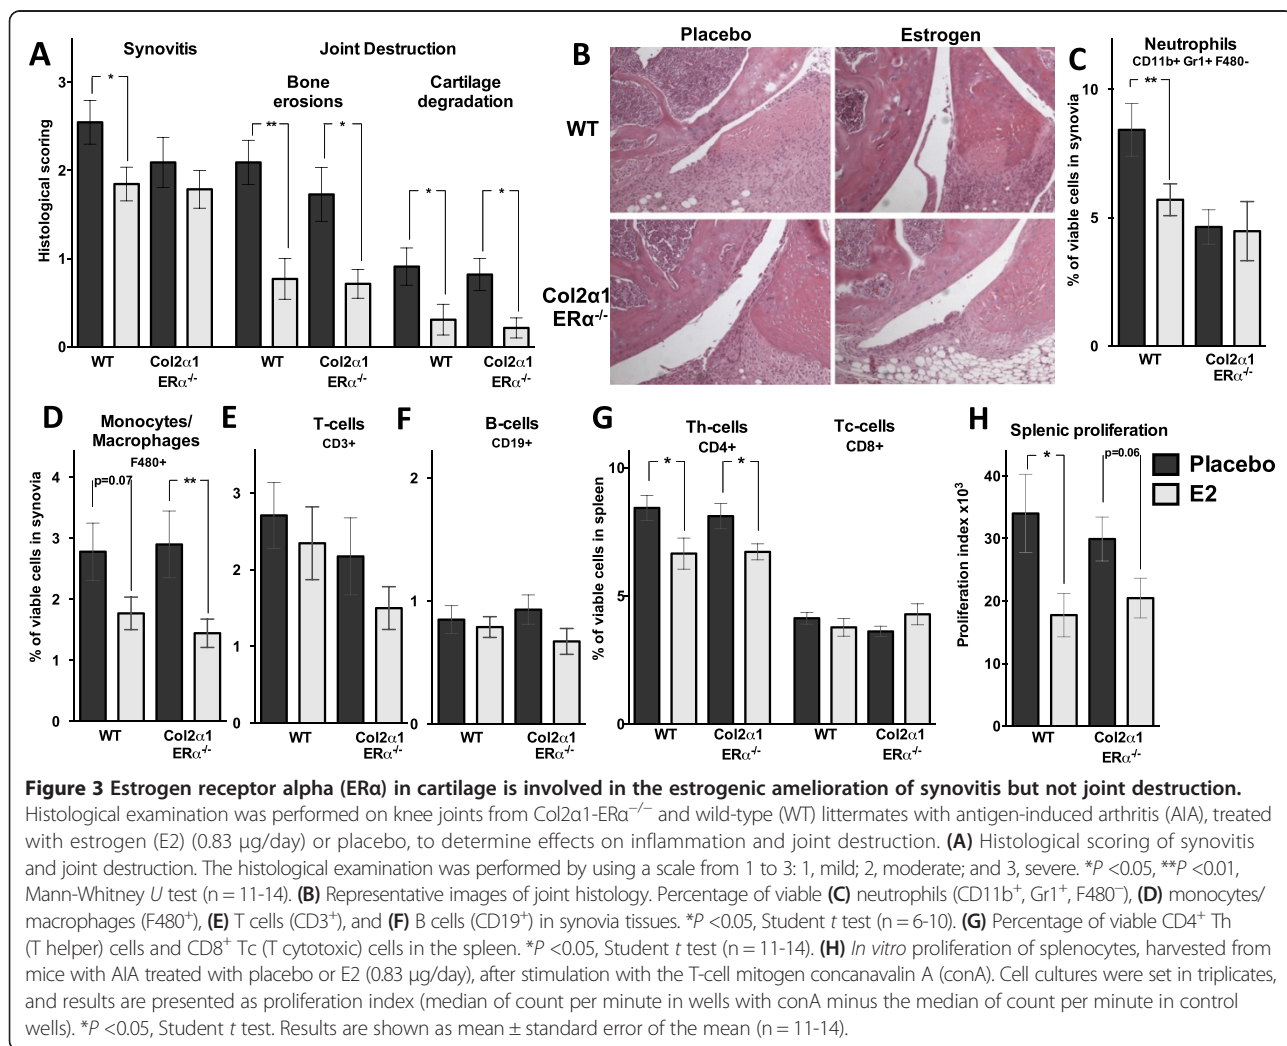 A
Synovitis
Joint Destruction
Bone
erosions
Cartilage
degradation
Histological scoring
3
2
1
0
*
**
*
*
*
WT
Col2α1
ERα-/-
WT
Col2α1
ERα-/-
WT
Col2α1
ERα-/-
B
Placebo
Estrogen
WT
Col2α1
ERα-/-
C
Neutrophils
CD11b+ Gr1+ F480-
% of viable cells in synovia
10
5
0
**
WT
Col2α1
ERα-/-
D
Monocytes/
Macrophages
F480+
% of viable cells in synovia
4
3
2
1
0
p=0.07
**
WT
Col2α1
ERα-/-
E
T-cells
CD3+
3
2
1
0
WT
Col2α1
ERα-/-
F
B-cells
CD19+
2
1
0
WT
Col2α1
ERα-/-
G
Th-cells
CD4+
Tc-cells
CD8+
% of viable cells in spleen
10
5
0
*
*
WT
Col2α1
ERα-/-
WT
Col2α1
ERα-/-
H
Splenic proliferation
Proliferation index x10³
40
30
20
10
0
*
p=0.06
WT
Col2α1
ERα-/-
Placebo
E2
Figure 3 Estrogen receptor alpha (ERα) in cartilage is involved in the estrogenic amelioration of synovitis but not joint destruction.
Histological examination was performed on knee joints from Col2α1-ERα−/− and wild-type (WT) littermates with antigen-induced arthritis (AIA), treated
with estrogen (E2) (0.83 μg/day) or placebo, to determine effects on inflammation and joint destruction. (A) Histological scoring of synovitis
and joint destruction. The histological examination was performed by using a scale from 1 to 3: 1, mild; 2, moderate; and 3, severe. *P <0.05, **P <0.01,
Mann-Whitney U test (n = 11-14). (B) Representative images of joint histology. Percentage of viable (C) neutrophils (CD11b+, Gr1+, F480−), (D) monocytes/
macrophages (F480+), (E) T cells (CD3+), and (F) B cells (CD19+) in synovia tissues. *P <0.05, Student t test (n = 6-10). (G) Percentage of viable CD4+ Th
(T helper) cells and CD8+ Tc (T cytotoxic) cells in the spleen. *P <0.05, Student t test (n = 11-14). (H) In vitro proliferation of splenocytes, harvested from
mice with AIA treated with placebo or E2 (0.83 μg/day), after stimulation with the T-cell mitogen concanavalin A (conA). Cell cultures were set in triplicates,
and results are presented as proliferation index (median of count per minute in wells with conA minus the median of count per minute in control
wells). *P <0.05, Student t test. Results are shown as mean ± standard error of the mean (n = 11-14).